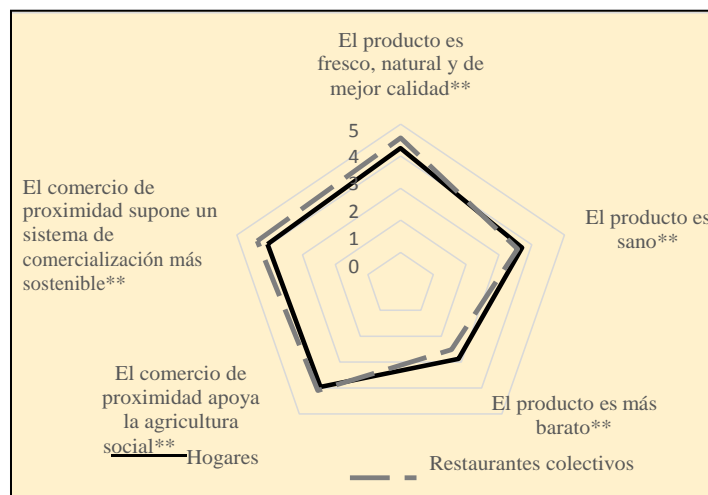 El producto es
fresco, natural y de
mejor calidad**
5
4
3
2
1
0
El comercio de
proximidad supone un
sistema de
comercialización más
sostenible**
El producto es
sano**
El comercio de
proximidad apoya
la agricultura
social**
El producto es más
barato**
Hogares
Restaurantes colectivos